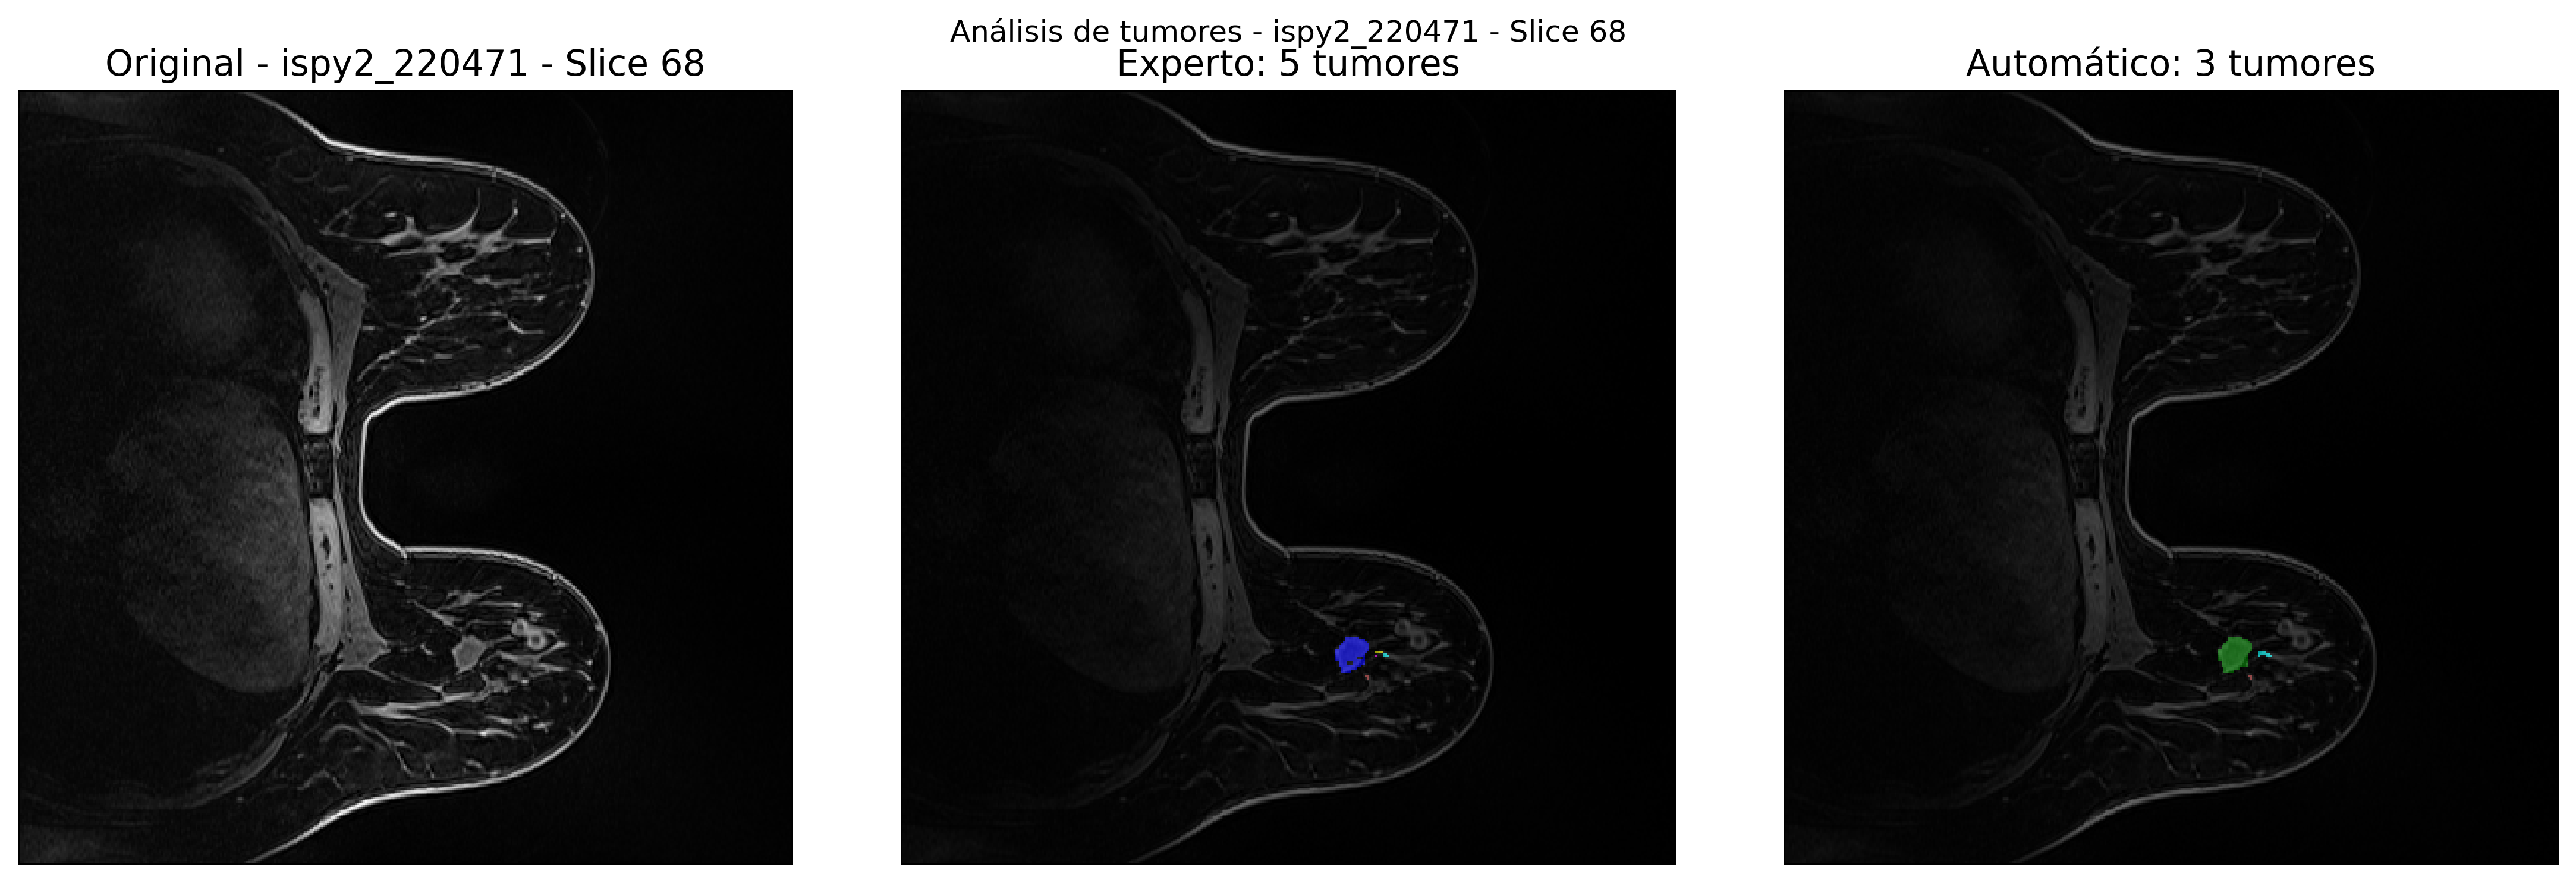 Análisis de tumores - ispy2_220471 - Slice 68
Original - ispy2_220471 - Slice 68
Experto: 5 tumores
Automático: 3 tumores